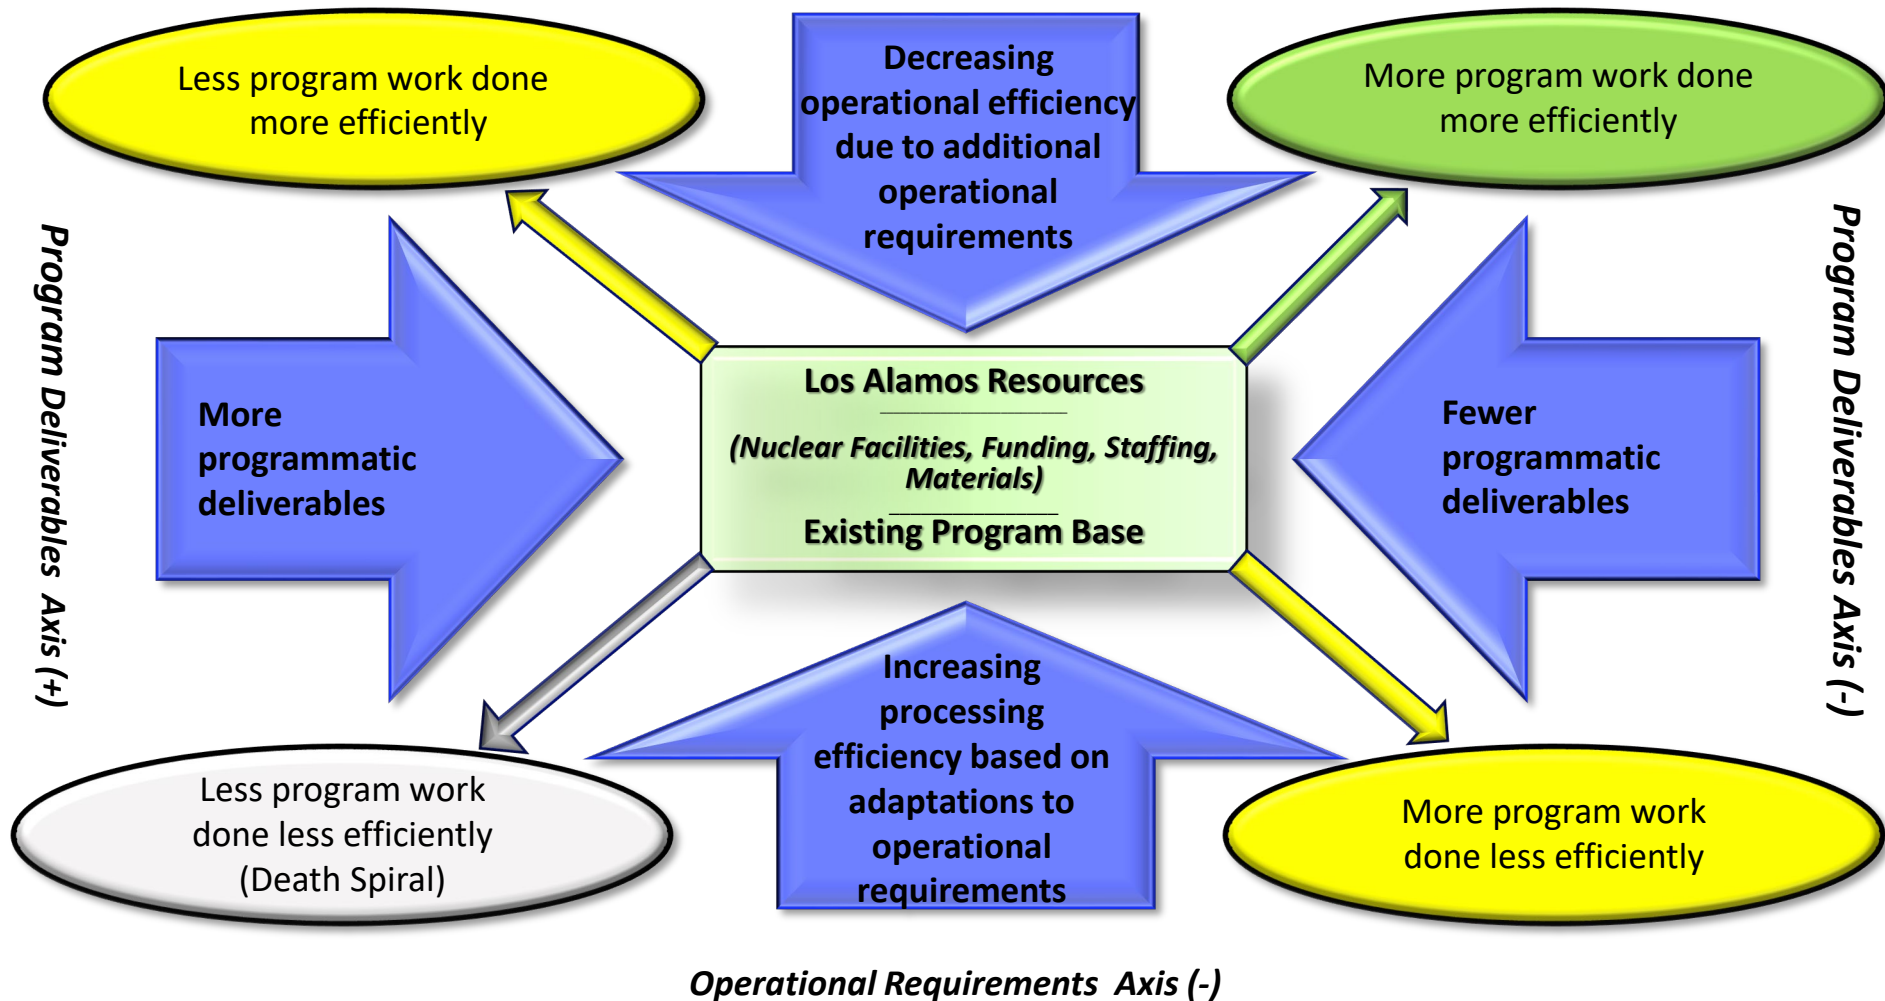 Less program work done
more efficiently
Decreasing
operational efficiency
due to additional
operational
requirements
More program work done
more efficiently
Program Deliverables Axis (+)
More
programmatic
deliverables
Los Alamos Resources
(Nuclear Facilities, Funding, Staffing,
Materials)
Existing Program Base
Fewer
programmatic
deliverables
Program Deliverables Axis (-)
Less program work
done less efficiently
(Death Spiral)
Increasing
processing
efficiency based on
adaptations to
operational
requirements
More program work
done less efficiently
Operational Requirements Axis (-)